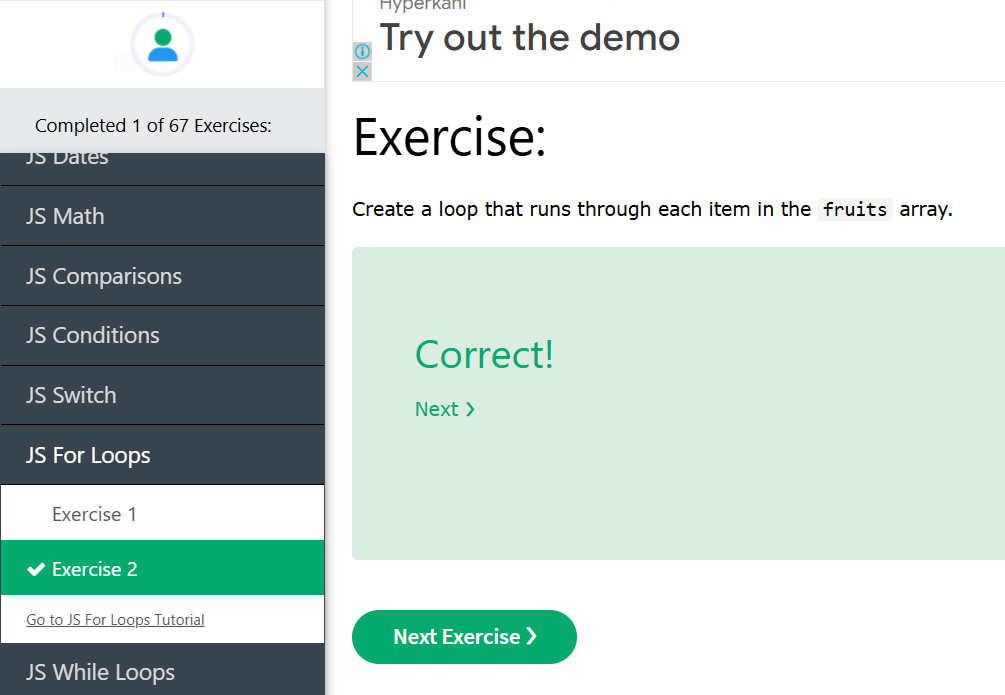 Completed 1 of 67 Exercises:
JS Dates
JS Math
JS Comparisons
JS Conditions
JS Switch
JS For Loops
Exercise 1
Exercise 2
Go to JS For Loops Tutorial
JS While Loops
Hyperkani
Try out the demo
Exercise:
Create a loop that runs through each item in the fruits array.
Correct!
Next ❯
Next Exercise ❯